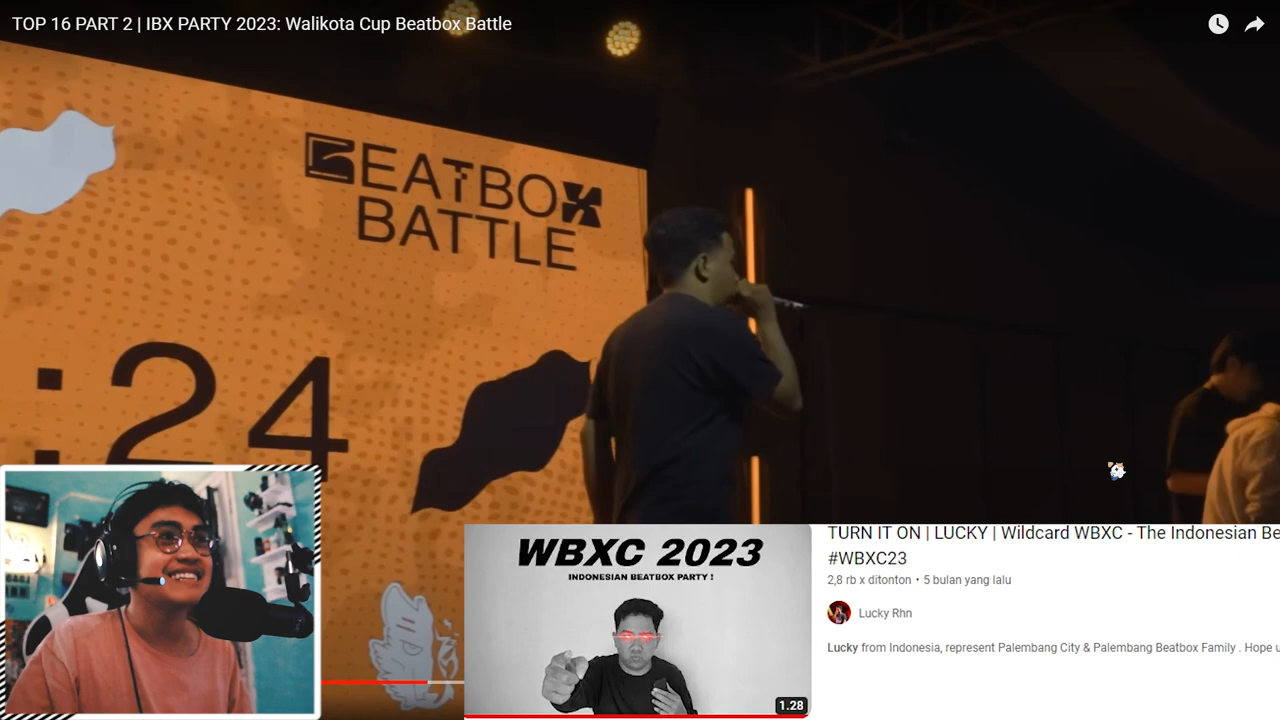 TOP 16 PART 2 | IBX PARTY 2023: Walikota Cup Beatbox Battle
BEATBOX
BATTLE
:24
WBXC 2023
INDONESIAN BEATBOX PARTY !
1.28
TURN IT ON | LUCKY | Wildcard WBXC - The Indonesian Be
#WBXC23
2,8 rb x ditonton • 5 bulan yang lalu
Lucky Rhn
Lucky from Indonesia, represent Palembang City & Palembang Beatbox Family . Hope u